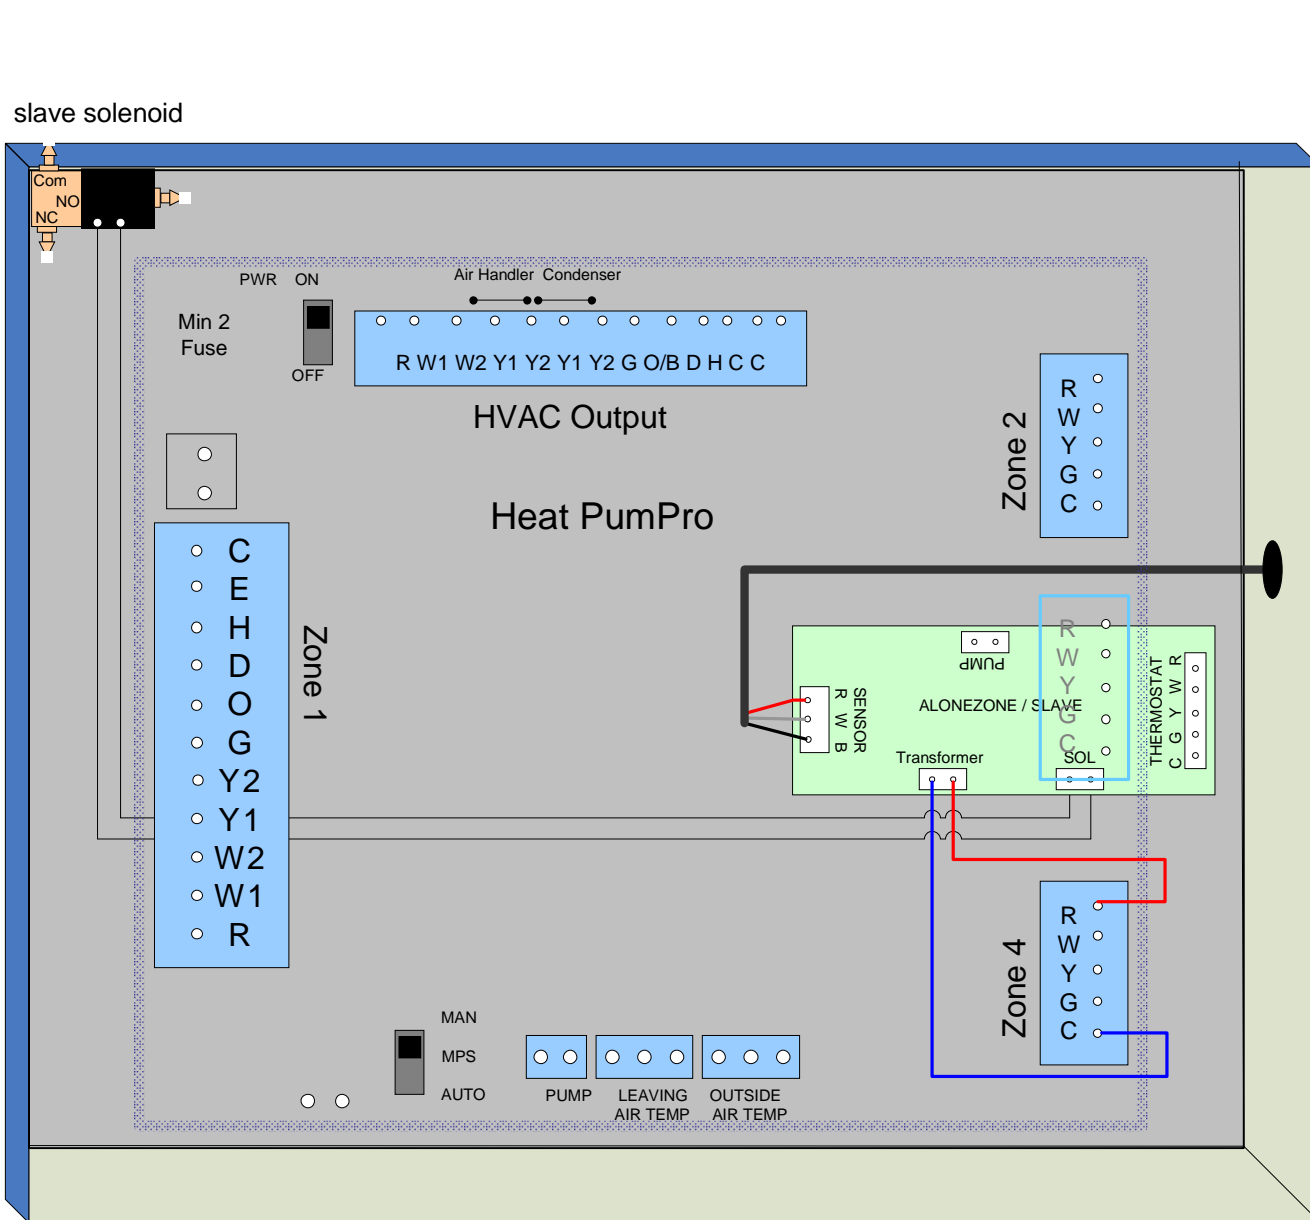 slave solenoid
Com
NO
NC
PWR ON
Min 2
Fuse
OFF
Air Handler Condenser
R W1 W2 Y1 Y2 Y1 Y2 G O/B D H C C
HVAC Output
Heat PumPro
Zone 2
R
W
Y
G
C
C
E
H
D
O
G
Y2
Y1
W2
W1
R
Zone 1
PUMP
R
W
Y
G
C
SENSOR
R W B
ALONEZONE / SLAVE
THERMOSTAT
C G Y W R
Transformer
SOL
Zone 4
R
W
Y
G
C
MAN
MPS
AUTO
PUMP
LEAVING
AIR TEMP
OUTSIDE
AIR TEMP